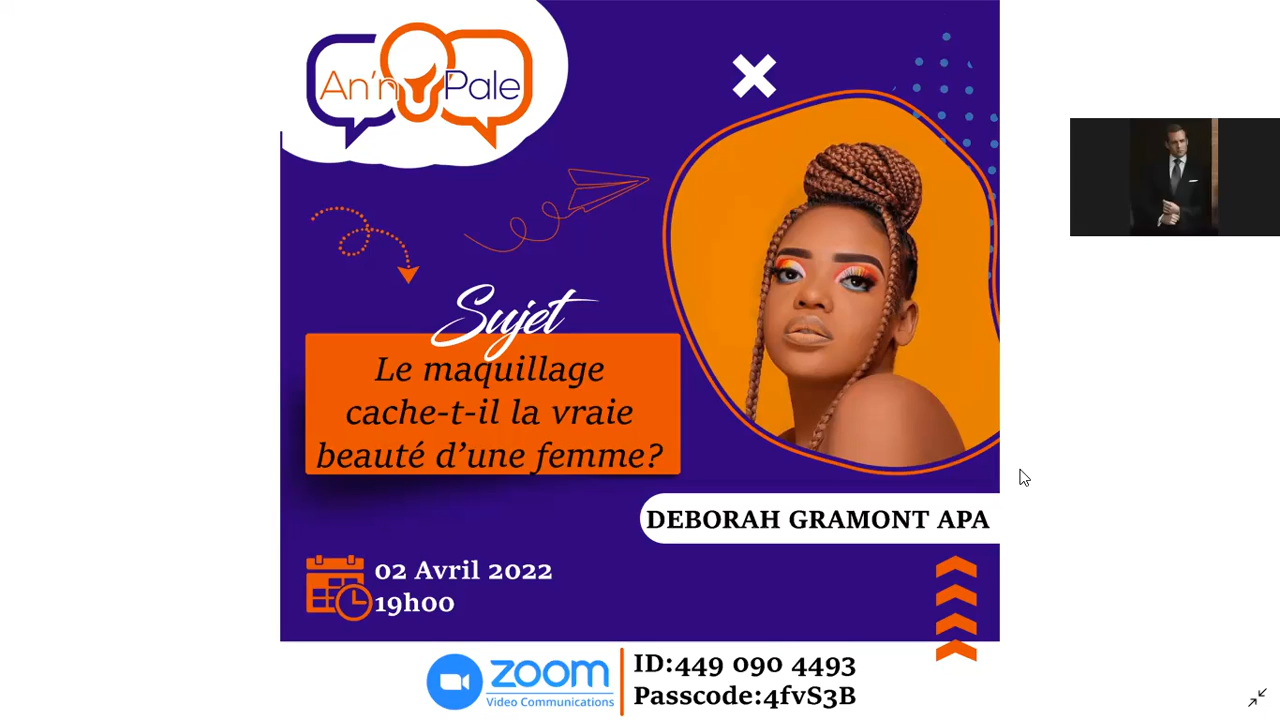 An'n Pale
Sujet
Le maquillage
cache-t-il la vraie
beauté d'une femme?
DEBORAH GRAMONT APA
02 Avril 2022
19h00
zoom
Video Communications
ID:449 090 4493
Passcode:4fvS3B